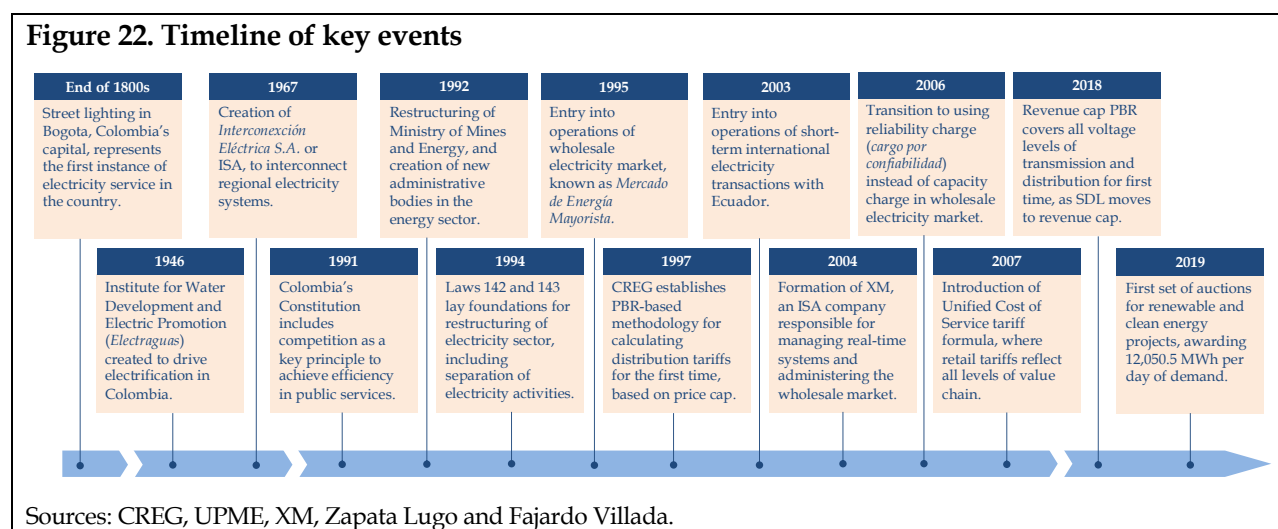 Figure 22. Timeline of key events
End of 1800s
Street lighting in
Bogota, Colombia's
capital, represents
the first instance of
electricity service in
the country.
1967
Creation of
Interconexción
Eléctrica S.A. or
ISA, to interconnect
regional electricity
systems.
1992
Restructuring of
Ministry of Mines
and Energy, and
creation of new
administrative
bodies in the
energy sector.
1995
Entry into
operations of
wholesale
electricity market,
known as Mercado
de Energía
Mayorista.
2003
Entry into
operations of short-
term international
electricity
transactions with
Ecuador.
2006
Transition to using
reliability charge
(cargo por
confiabilidad)
instead of capacity
charge in wholesale
electricity market.
2018
Revenue cap PBR
covers all voltage
levels of
transmission and
distribution for first
time, as SDL moves
to revenue cap.
1946
Institute for Water
Development and
Electric Promotion
(Electraguas)
created to drive
electrification in
Colombia.
1991
Colombia's
Constitution
includes
competition as a
key principle to
achieve efficiency
in public services.
1994
Laws 142 and 143
lay foundations for
restructuring of
electricity sector,
including
separation of
electricity activities.
1997
CREG establishes
PBR-based
methodology for
calculating
distribution tariffs
for the first time,
based on price cap.
2004
Formation of XM,
an ISA company
responsible for
managing real-time
systems and
administering the
wholesale market.
2007
Introduction of
Unified Cost of
Service tariff
formula, where
retail tariffs reflect
all levels of value
chain.
2019
First set of auctions
for renewable and
clean energy
projects, awarding
12,050.5 MWh per
day of demand.
Sources: CREG, UPME, XM, Zapata Lugo and Fajardo Villada.